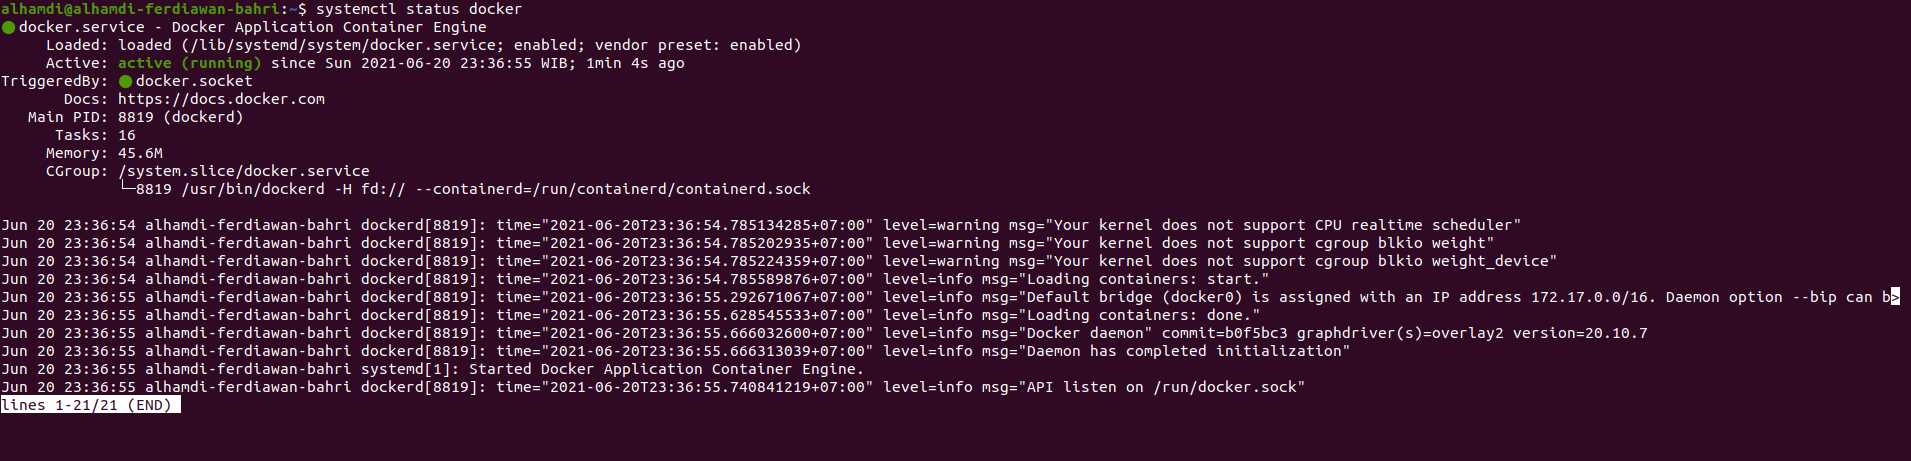 alhamdi@alhamdi-ferdiawan-bahri:~$ systemctl status docker
● docker.service - Docker Application Container Engine
     Loaded: loaded (/lib/systemd/system/docker.service; enabled; vendor preset: enabled)
     Active: active (running) since Sun 2021-06-20 23:36:55 WIB; 1min 4s ago
TriggeredBy: ● docker.socket
       Docs: https://docs.docker.com
   Main PID: 8819 (dockerd)
      Tasks: 16
     Memory: 45.6M
     CGroup: /system.slice/docker.service
             └─8819 /usr/bin/dockerd -H fd:// --containerd=/run/containerd/containerd.sock

Jun 20 23:36:54 alhamdi-ferdiawan-bahri dockerd[8819]: time="2021-06-20T23:36:54.785134285+07:00" level=warning msg="Your kernel does not support CPU realtime scheduler"
Jun 20 23:36:54 alhamdi-ferdiawan-bahri dockerd[8819]: time="2021-06-20T23:36:54.785202935+07:00" level=warning msg="Your kernel does not support cgroup blkio weight"
Jun 20 23:36:54 alhamdi-ferdiawan-bahri dockerd[8819]: time="2021-06-20T23:36:54.785224359+07:00" level=warning msg="Your kernel does not support cgroup blkio weight_device"
Jun 20 23:36:54 alhamdi-ferdiawan-bahri dockerd[8819]: time="2021-06-20T23:36:54.785589876+07:00" level=info msg="Loading containers: start."
Jun 20 23:36:55 alhamdi-ferdiawan-bahri dockerd[8819]: time="2021-06-20T23:36:55.292671067+07:00" level=info msg="Default bridge (docker0) is assigned with an IP address 172.17.0.0/16. Daemon option --bip can b>
Jun 20 23:36:55 alhamdi-ferdiawan-bahri dockerd[8819]: time="2021-06-20T23:36:55.628545533+07:00" level=info msg="Loading containers: done."
Jun 20 23:36:55 alhamdi-ferdiawan-bahri dockerd[8819]: time="2021-06-20T23:36:55.666032600+07:00" level=info msg="Docker daemon" commit=b0f5bc3 graphdriver(s)=overlay2 version=20.10.7
Jun 20 23:36:55 alhamdi-ferdiawan-bahri dockerd[8819]: time="2021-06-20T23:36:55.666313039+07:00" level=info msg="Daemon has completed initialization"
Jun 20 23:36:55 alhamdi-ferdiawan-bahri systemd[1]: Started Docker Application Container Engine.
Jun 20 23:36:55 alhamdi-ferdiawan-bahri dockerd[8819]: time="2021-06-20T23:36:55.740841219+07:00" level=info msg="API listen on /run/docker.sock"
lines 1-21/21 (END)